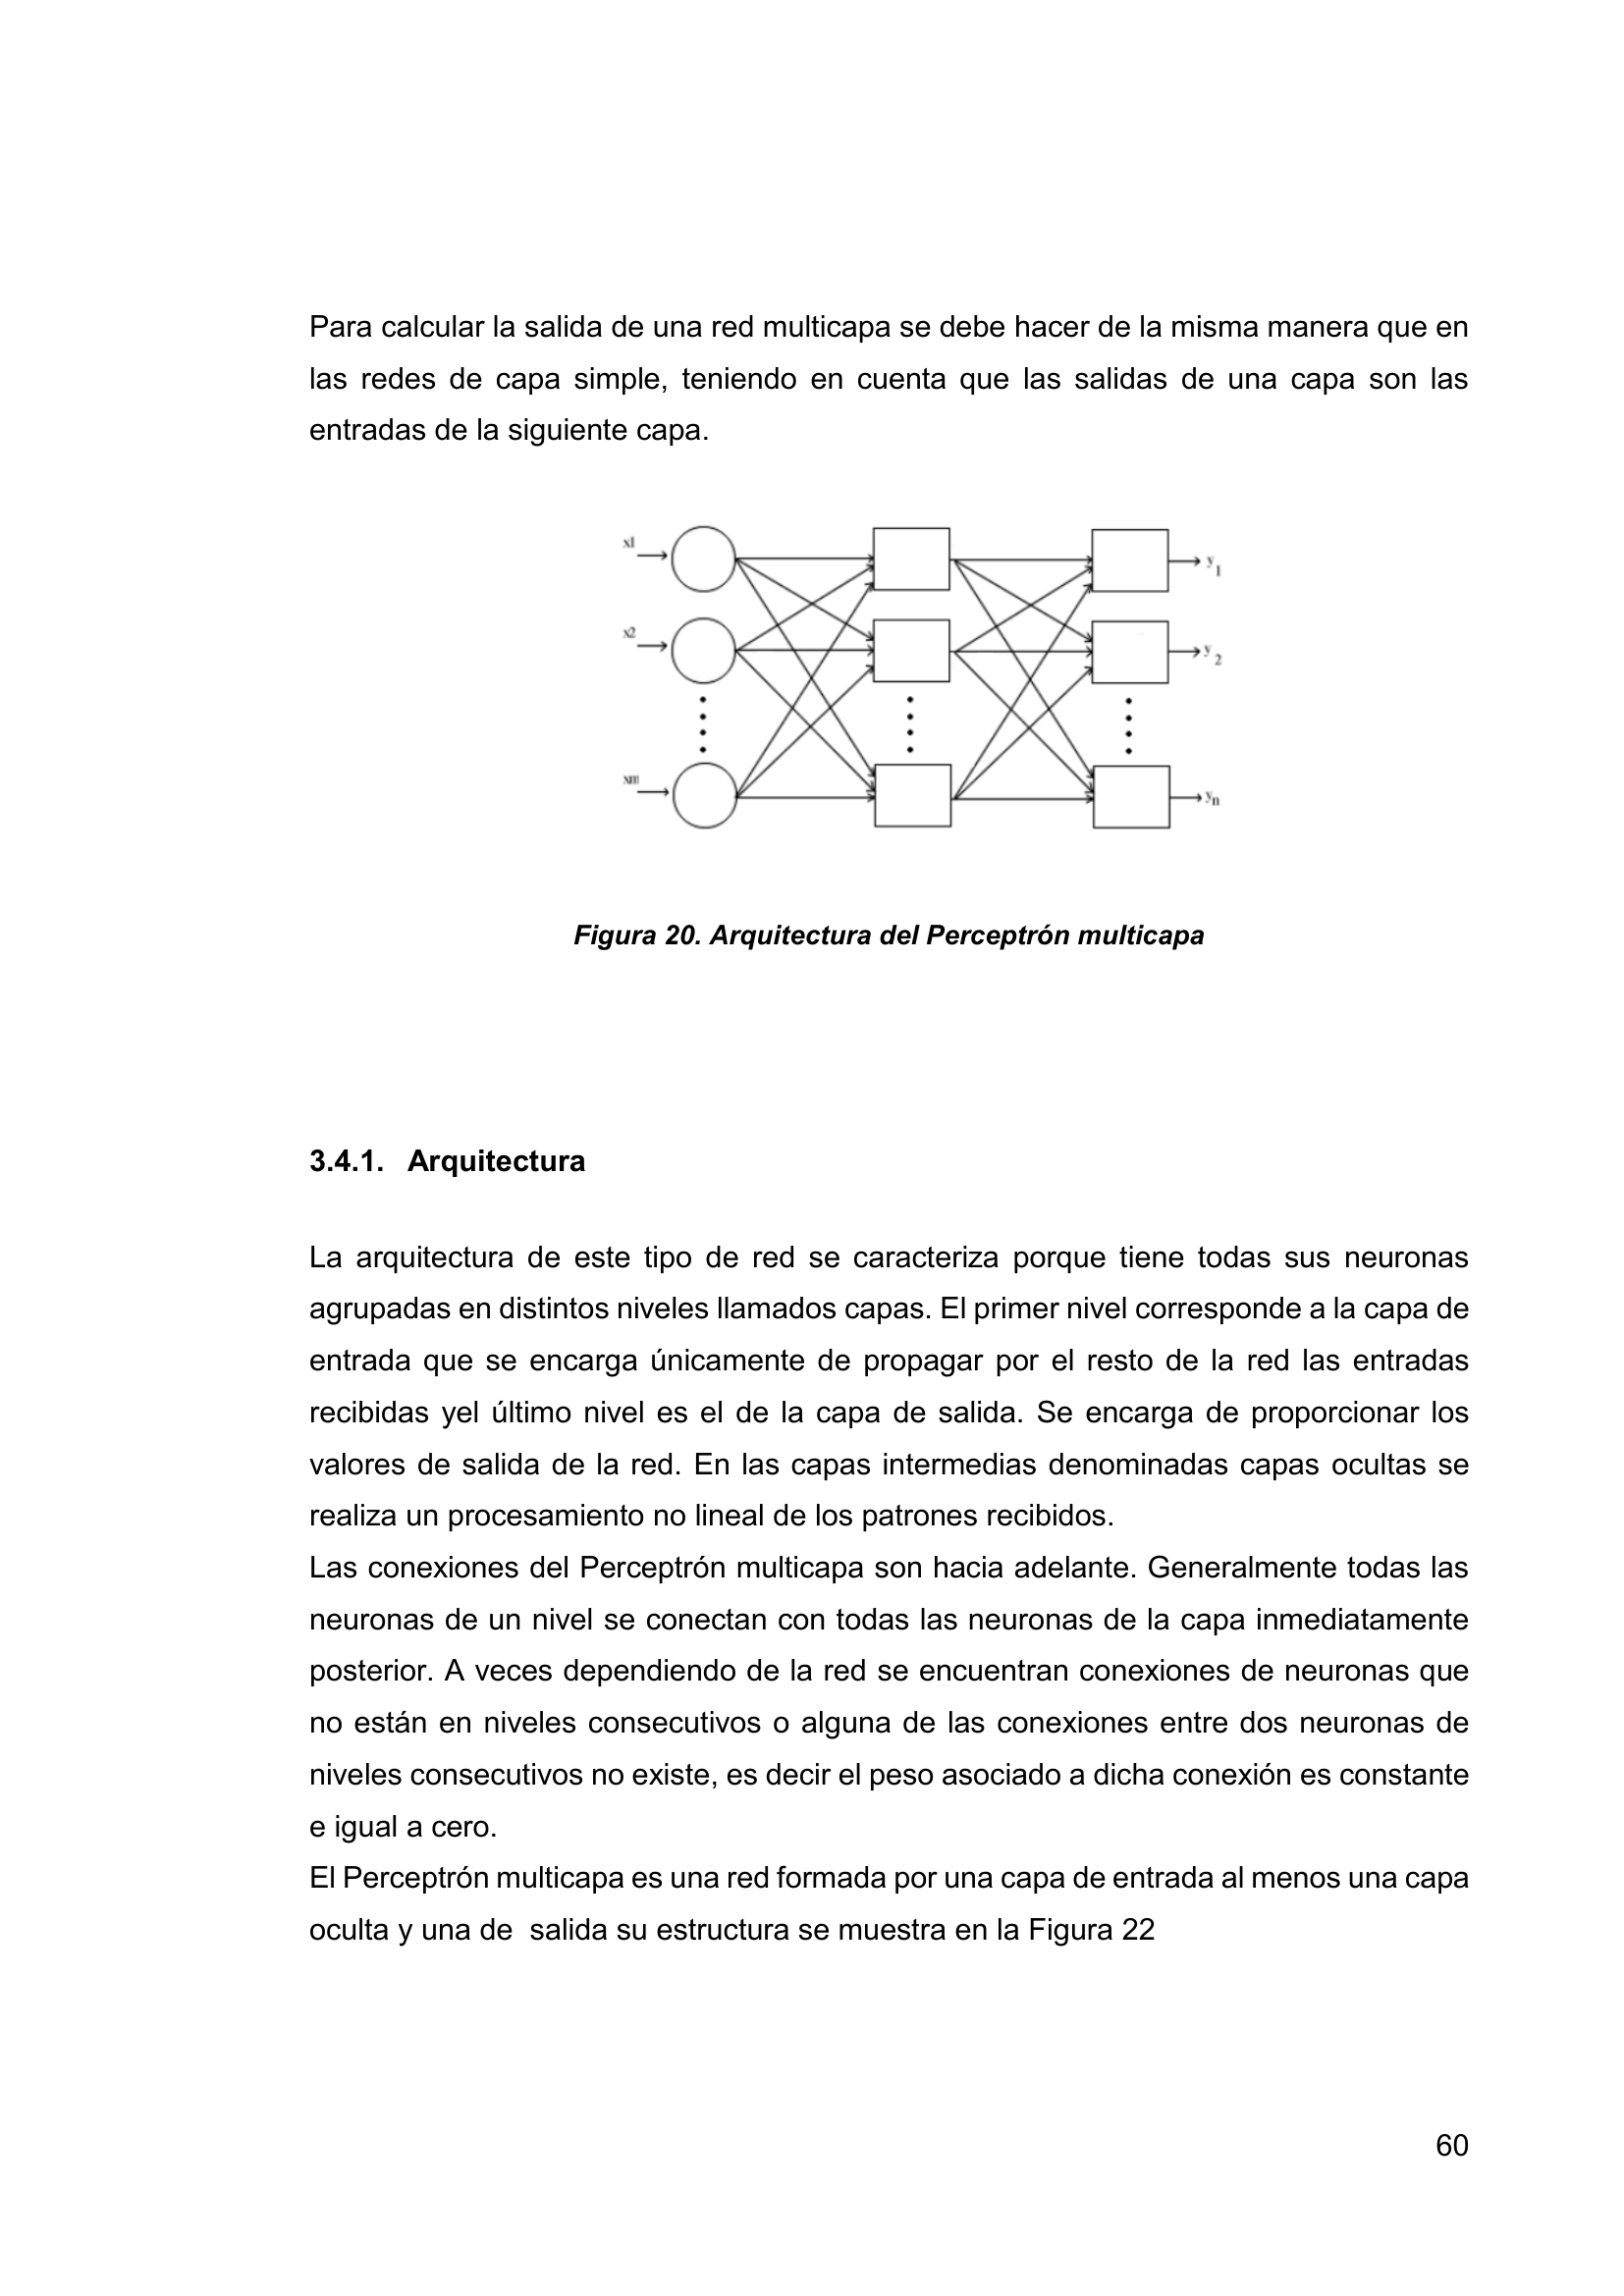 Para calcular la salida de una red multicapa se debe hacer de la misma manera que en
las redes de capa simple, teniendo en cuenta que las salidas de una capa son las
entradas de la siguiente capa.
x1
y1
x2
y2
xm
yn
Figura 20. Arquitectura del Perceptrón multicapa
3.4.1. Arquitectura
La arquitectura de este tipo de red se caracteriza porque tiene todas sus neuronas
agrupadas en distintos niveles llamados capas. El primer nivel corresponde a la capa de
entrada que se encarga únicamente de propagar por el resto de la red las entradas
recibidas yel último nivel es el de la capa de salida. Se encarga de proporcionar los
valores de salida de la red. En las capas intermedias denominadas capas ocultas se
realiza un procesamiento no lineal de los patrones recibidos.
Las conexiones del Perceptrón multicapa son hacia adelante. Generalmente todas las
neuronas de un nivel se conectan con todas las neuronas de la capa inmediatamente
posterior. A veces dependiendo de la red se encuentran conexiones de neuronas que
no están en niveles consecutivos o alguna de las conexiones entre dos neuronas de
niveles consecutivos no existe, es decir el peso asociado a dicha conexión es constante
e igual a cero.
El Perceptrón multicapa es una red formada por una capa de entrada al menos una capa
oculta y una de  salida su estructura se muestra en la Figura 22
60